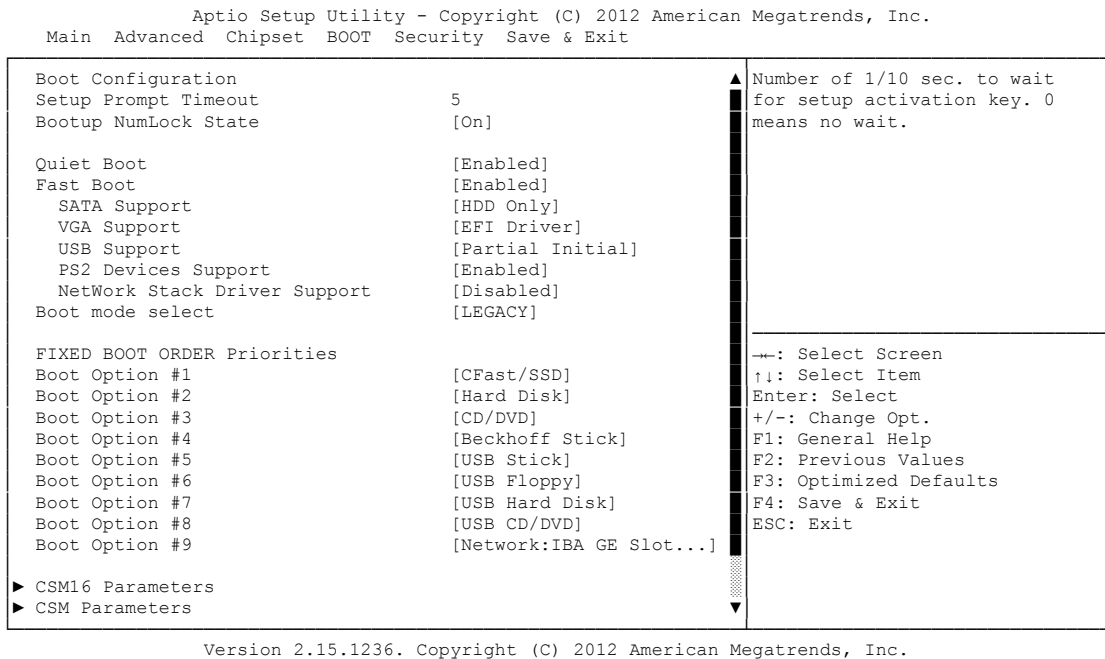 Aptio Setup Utility - Copyright (C) 2012 American Megatrends, Inc.
Main Advanced Chipset BOOT Security Save & Exit
Boot Configuration
Setup Prompt Timeout 5
Bootup NumLock State [On]
Quiet Boot [Enabled]
Fast Boot [Enabled]
SATA Support [HDD Only]
VGA Support [EFI Driver]
USB Support [Partial Initial]
PS2 Devices Support [Enabled]
NetWork Stack Driver Support [Disabled]
Boot mode select [LEGACY]
FIXED BOOT ORDER Priorities
Boot Option #1 [CFast/SSD]
Boot Option #2 [Hard Disk]
Boot Option #3 [CD/DVD]
Boot Option #4 [Beckhoff Stick]
Boot Option #5 [USB Stick]
Boot Option #6 [USB Floppy]
Boot Option #7 [USB Hard Disk]
Boot Option #8 [USB CD/DVD]
Boot Option #9 [Network:IBA GE Slot...]
► CSM16 Parameters
► CSM Parameters
Number of 1/10 sec. to wait
for setup activation key. 0
means no wait.
→←: Select Screen
↑↓: Select Item
Enter: Select
+/-: Change Opt.
F1: General Help
F2: Previous Values
F3: Optimized Defaults
F4: Save & Exit
ESC: Exit
Version 2.15.1236. Copyright (C) 2012 American Megatrends, Inc.